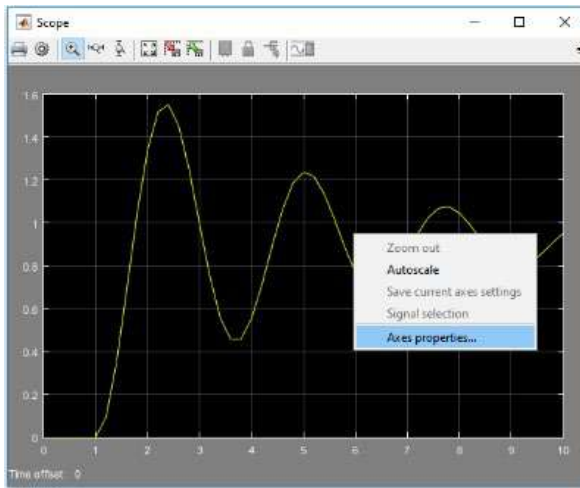 Scope
1.6
1.4
1.2
1
0.8
0.6
0.4
0.2
0
Zoom out
Autoscale
Save current axes settings
Signal selection
Axes properties...
0 1 2 3 4 5 6 7 8 9 10
Time offset: 0